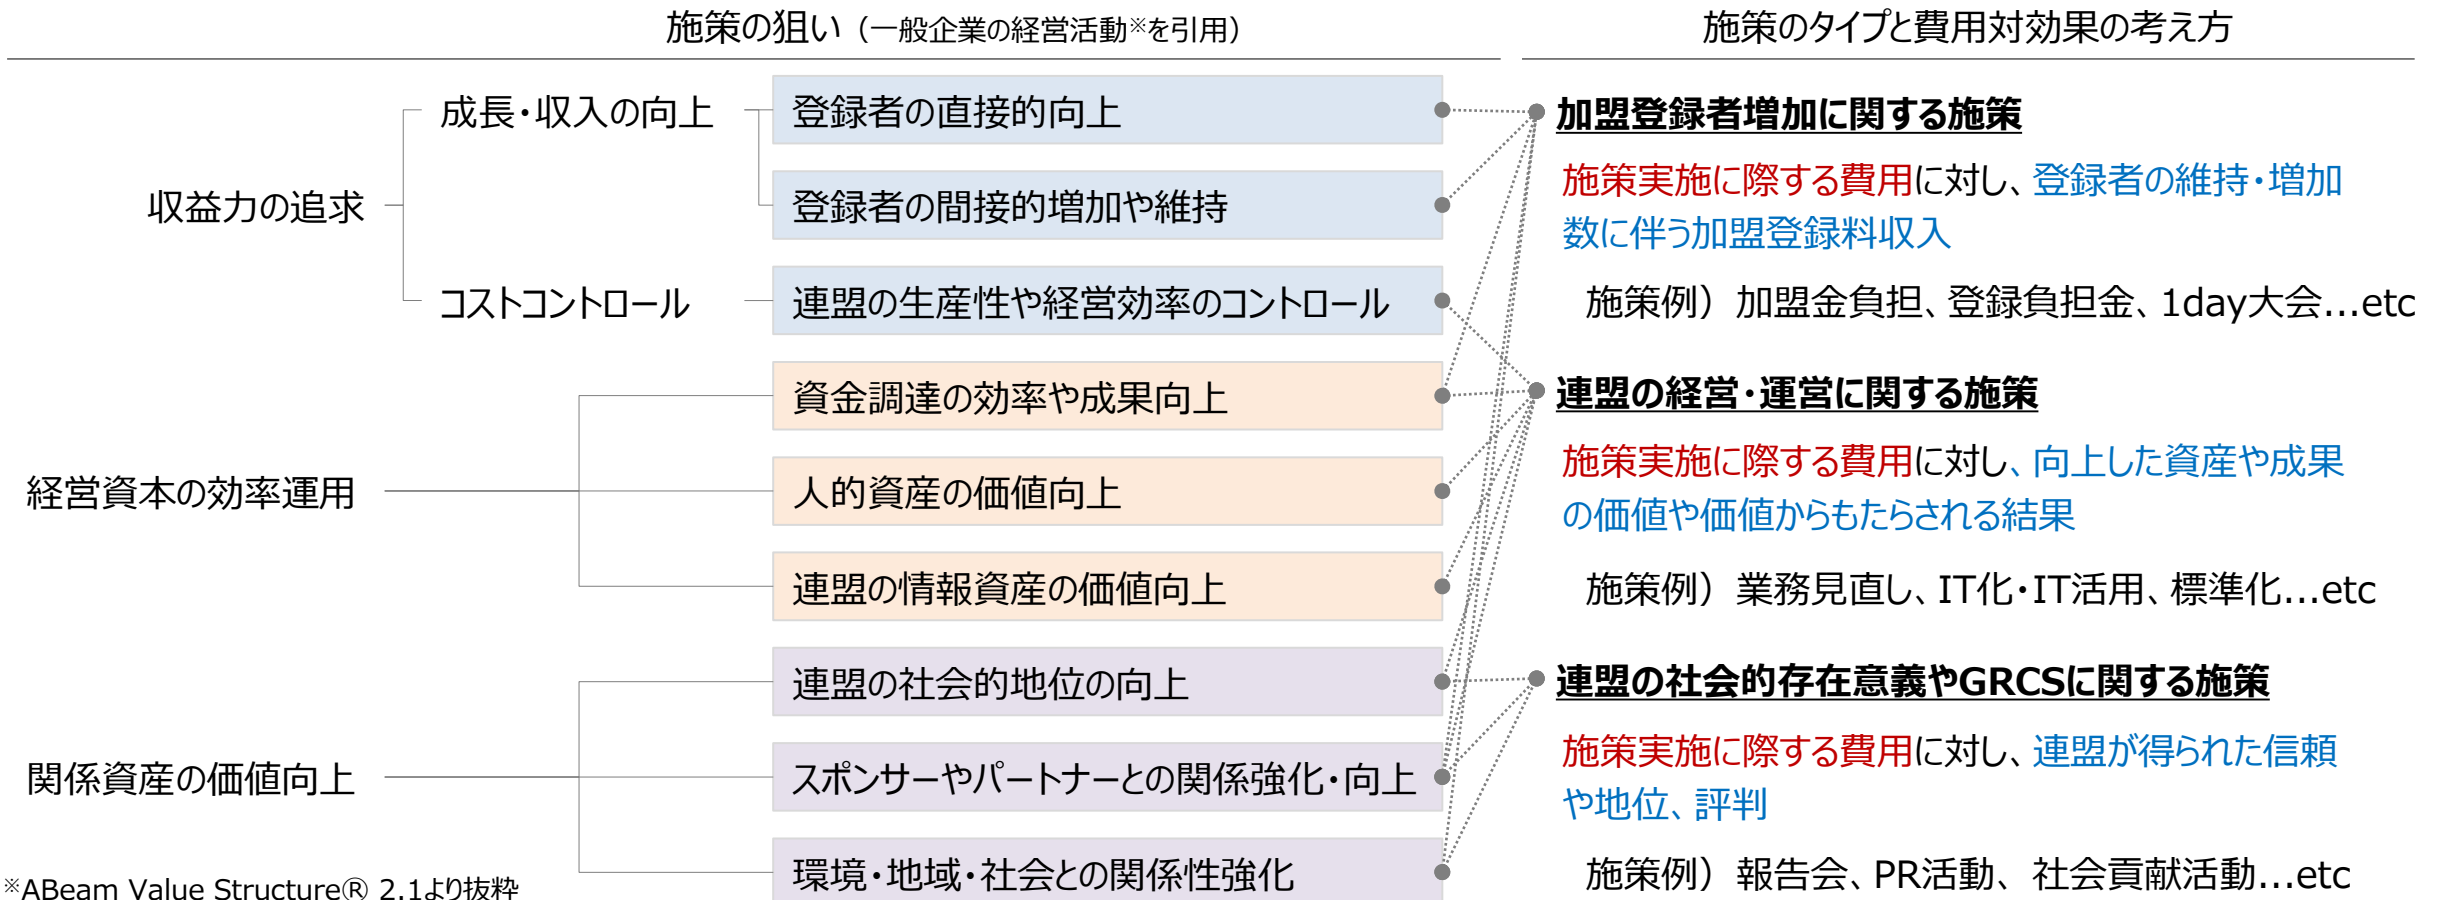 施策の狙い（一般企業の経営活動※を引用）
施策のタイプと費用対効果の考え方
収益力の追求
成長・収入の向上
コストコントロール
登録者の直接的向上
登録者の間接的増加や維持
連盟の生産性や経営効率のコントロール
経営資本の効率運用
資金調達の効率や成果向上
人的資産の価値向上
連盟の情報資産の価値向上
関係資産の価値向上
連盟の社会的地位の向上
スポンサーやパートナーとの関係強化・向上
環境・地域・社会との関係性強化
加盟登録者増加に関する施策
施策実施に際する費用に対し、登録者の維持・増加
数に伴う加盟登録料収入
施策例）加盟金負担、登録負担金、1day大会...etc
連盟の経営・運営に関する施策
施策実施に際する費用に対し、向上した資産や成果
の価値や価値からもたらされる結果
施策例）業務見直し、IT化・IT活用、標準化...etc
連盟の社会的存在意義やGRCSに関する施策
施策実施に際する費用に対し、連盟が得られた信頼
や地位、評判
施策例）報告会、PR活動、社会貢献活動...etc
※ABeam Value Structure® 2.1より抜粋